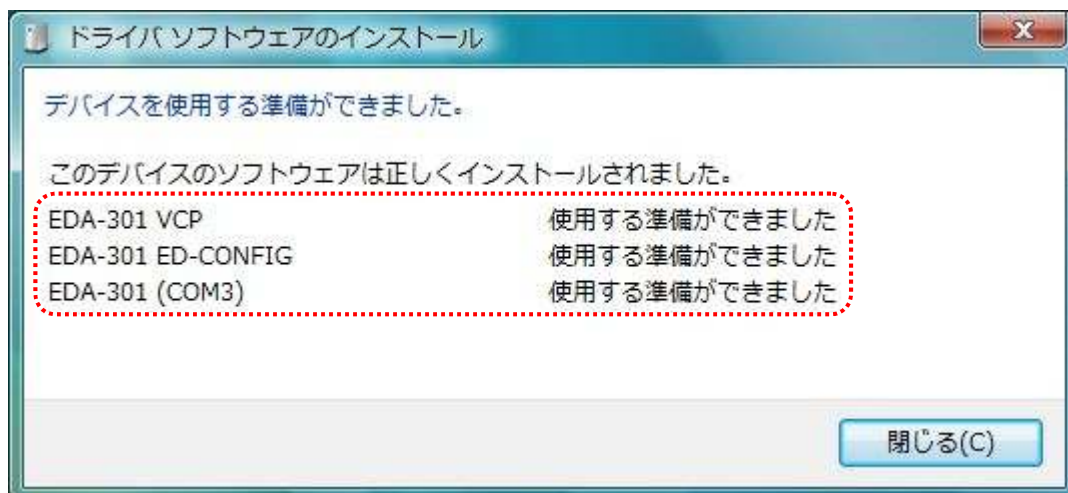 ドライバ ソフトウェアのインストール
デバイスを使用する準備ができました。
このデバイスのソフトウェアは正しくインストールされました。
EDA-301 VCP 使用する準備ができました
EDA-301 ED-CONFIG 使用する準備ができました
EDA-301 (COM3) 使用する準備ができました
閉じる(C)